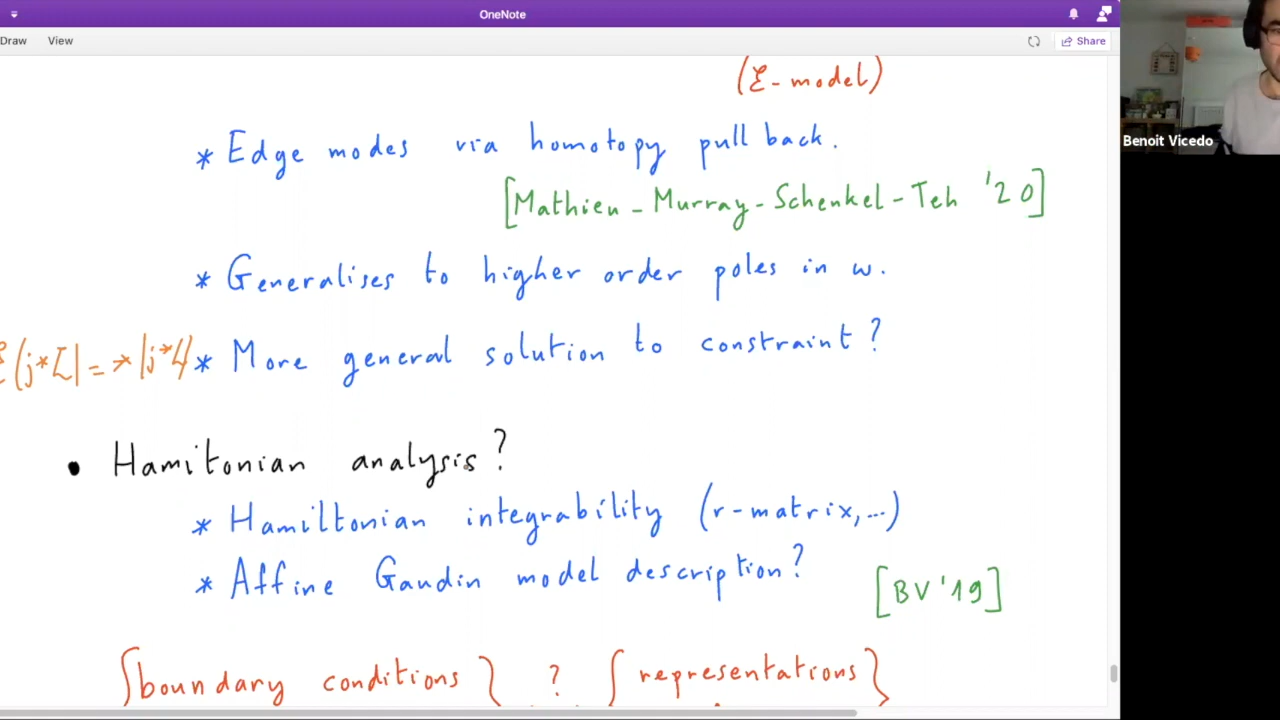 OneNote
Draw View Share
(ℰ-model)
Benoit Vicedo
* Edge modes via homotopy pull back.
[Mathieu-Murray-Schenkel-Teh '20]
* Generalises to higher order poles in ω.
* More general solution to constraint?
• Hamitonian analysis?
* Hamiltonian integrability (r-matrix,...)
* Affine Gaudin model description?
[BV '19]
{boundary conditions} ? {representations}